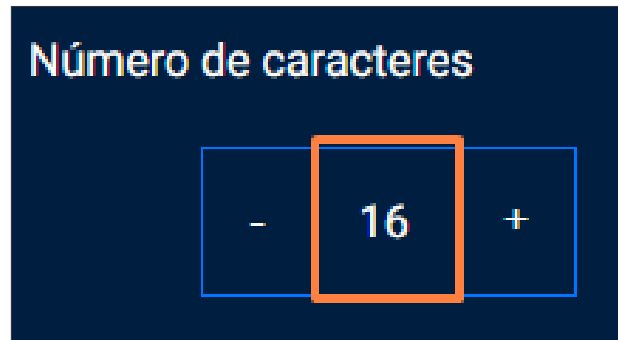 Número de caracteres
- 16 +